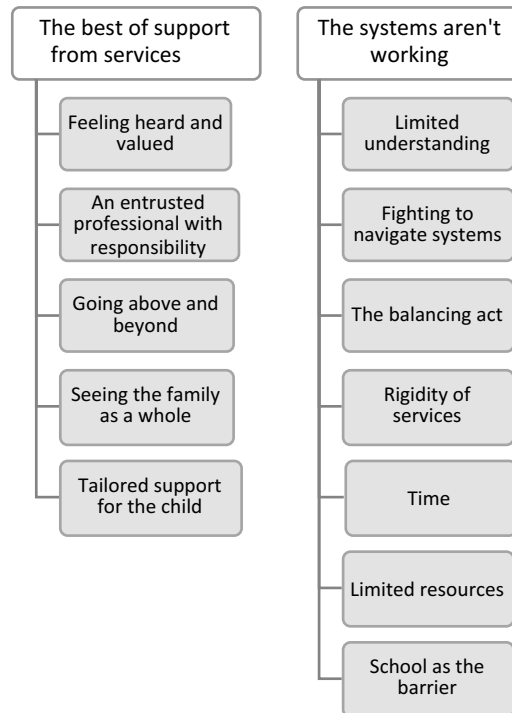 The best of support
from services
Feeling heard and
valued
An entrusted
professional with
responsibility
Going above and
beyond
Seeing the family
as a whole
Tailored support
for the child
The systems aren't
working
Limited
understanding
Fighting to
navigate systems
The balancing act
Rigidity of
services
Time
Limited resources
School as the
barrier